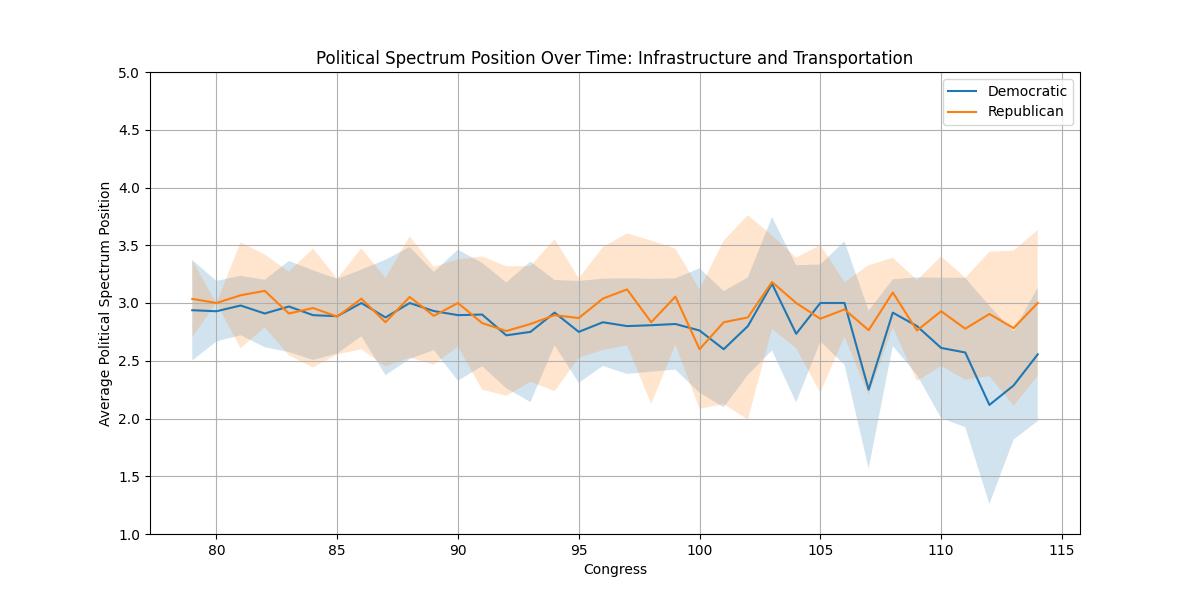 Political Spectrum Position Over Time: Infrastructure and Transportation
Democratic
Republican
Average Political Spectrum Position
5.0
4.5
4.0
3.5
3.0
2.5
2.0
1.5
1.0
80 85 90 95 100 105 110 115
Congress